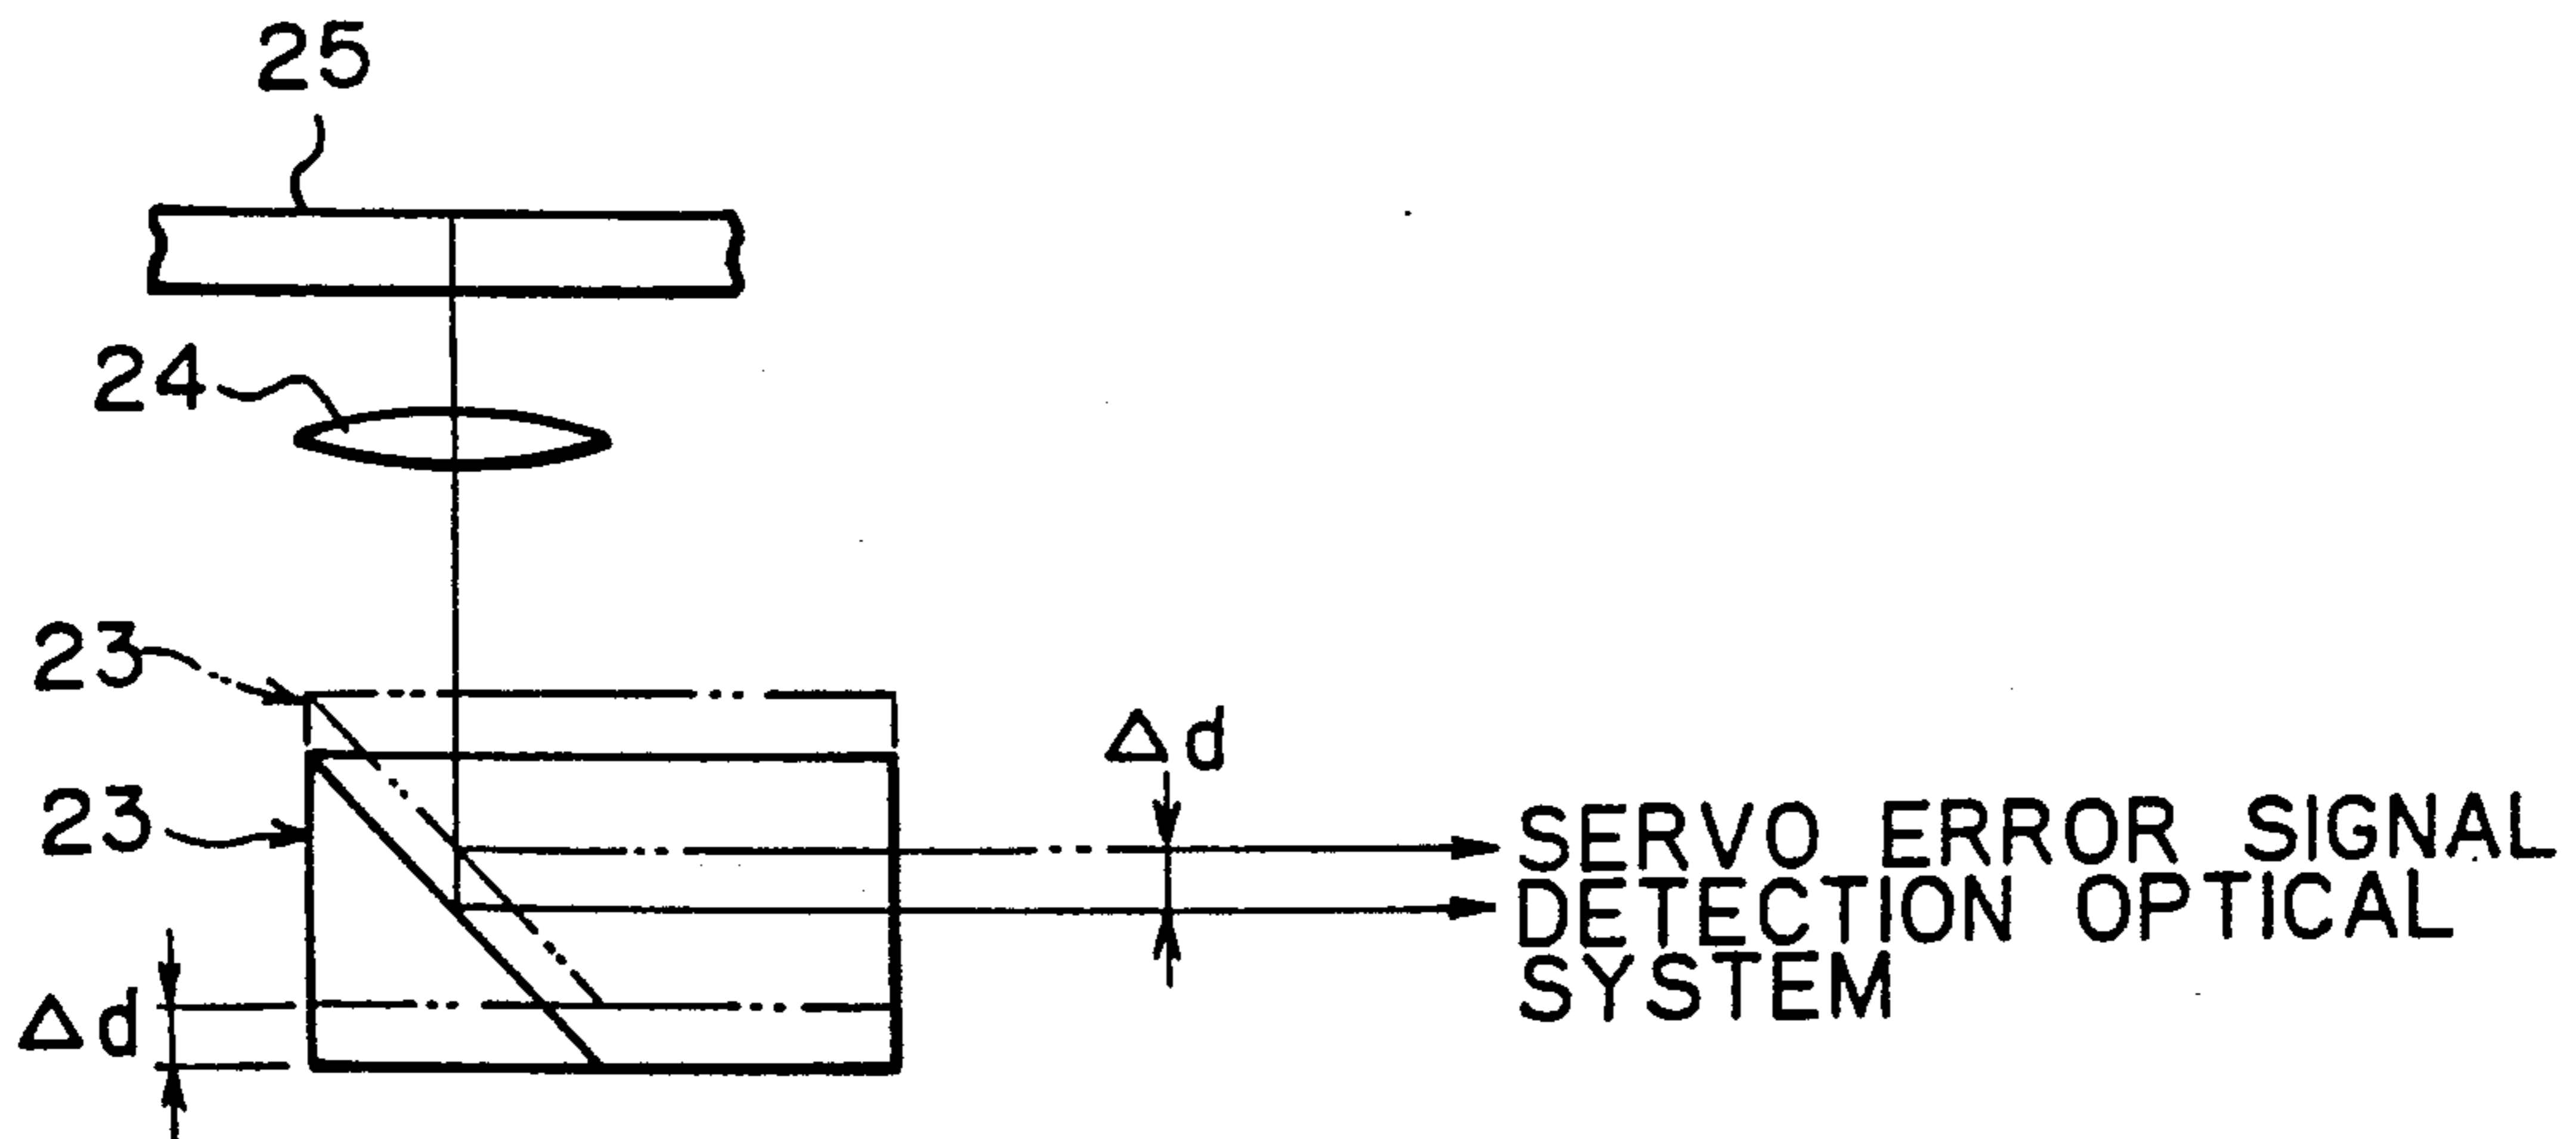 25
24
23
23
Δd
Δd
SERVO ERROR SIGNAL
DETECTION OPTICAL
SYSTEM